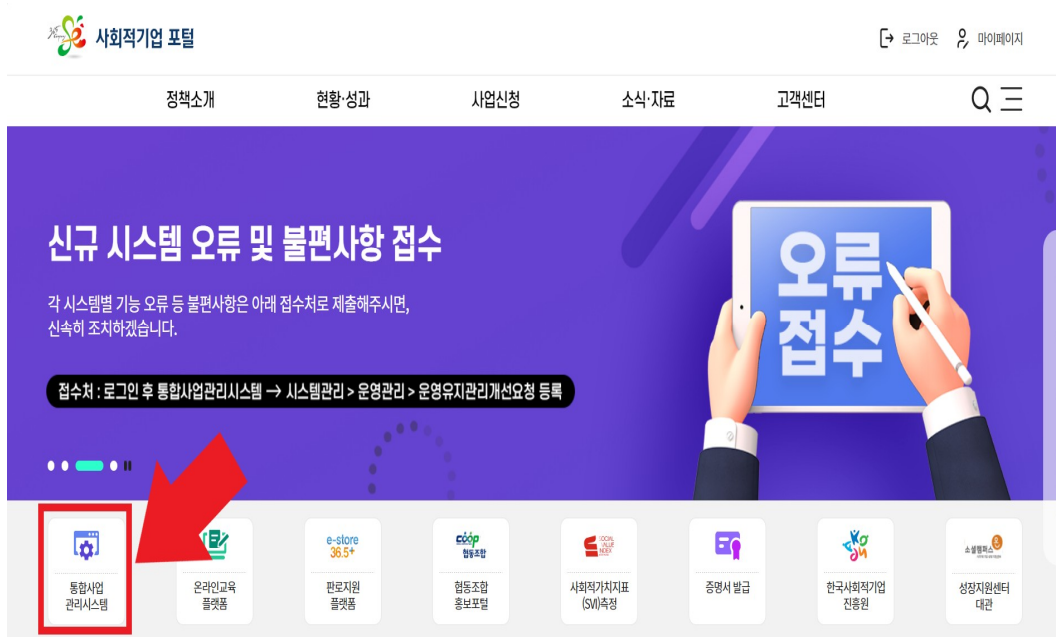 사회적기업 포털
로그아웃
마이페이지
정책소개
현황·성과
사업신청
소식·자료
고객센터
신규 시스템 오류 및 불편사항 접수
각 시스템별 기능 오류 등 불편사항은 아래 접수처로 제출해주시면,
신속히 조치하겠습니다.
접수처 : 로그인 후 통합사업관리시스템 → 시스템관리 > 운영관리 > 운영유지관리개선요청 등록
오류
접수
통합사업
관리시스템
온라인교육
플랫폼
e-store
36.5+
판로지원
플랫폼
coop
협동조합
협동조합
홍보포털
SOCIAL
VALUE
INDEX
사회적가치지표
(SVI)측정
증명서 발급
한국사회적기업
진흥원
소셜캠퍼스 온
성장지원센터
대관